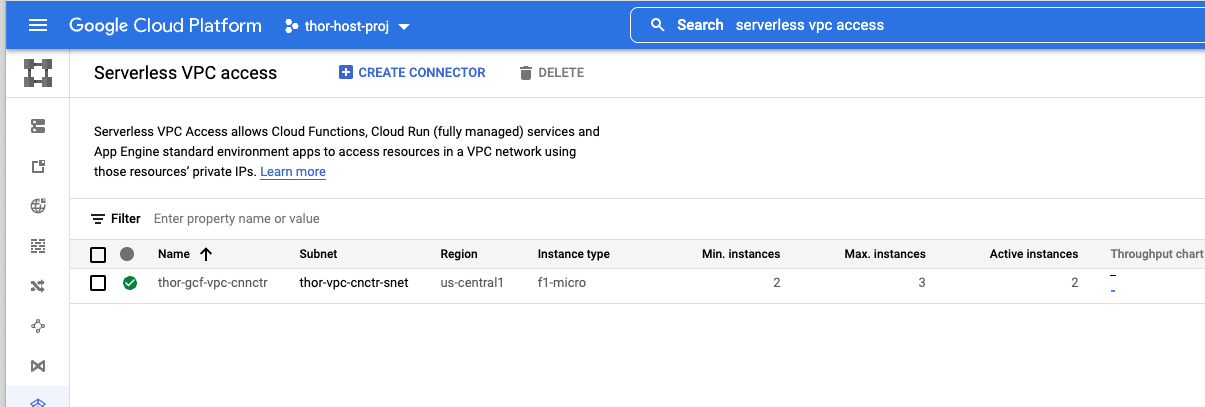 Google Cloud Platform thor-host-proj Search serverless vpc access
Serverless VPC access CREATE CONNECTOR DELETE
Serverless VPC Access allows Cloud Functions, Cloud Run (fully managed) services and
App Engine standard environment apps to access resources in a VPC network using
those resources’ private IPs. Learn more
Filter Enter property name or value
Name Subnet Region Instance type Min. instances Max. instances Active instances Throughput chart
thor-gcf-vpc-cnnctr thor-vpc-cnctr-snet us-central1 f1-micro 2 3 2